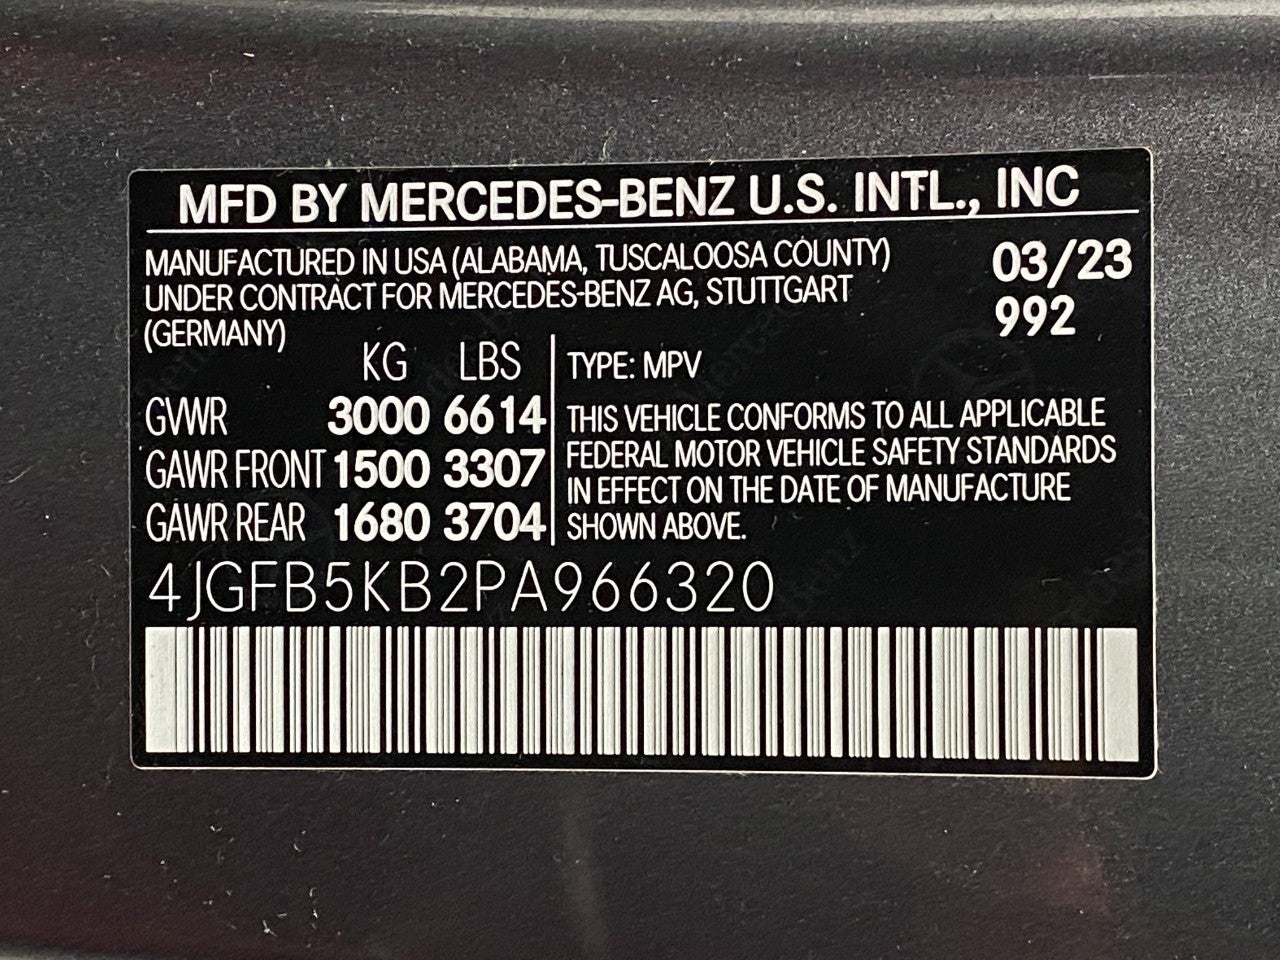 MFD BY MERCEDES-BENZ U.S. INTL., INC
MANUFACTURED IN USA (ALABAMA, TUSCALOOSA COUNTY)
UNDER CONTRACT FOR MERCEDES-BENZ AG, STUTTGART
(GERMANY)
03/23
992
KG LBS
GVWR 3000 6614
GAWR FRONT 1500 3307
GAWR REAR 1680 3704
TYPE: MPV
THIS VEHICLE CONFORMS TO ALL APPLICABLE
FEDERAL MOTOR VEHICLE SAFETY STANDARDS
IN EFFECT ON THE DATE OF MANUFACTURE
SHOWN ABOVE.
4JGFB5KB2PA966320